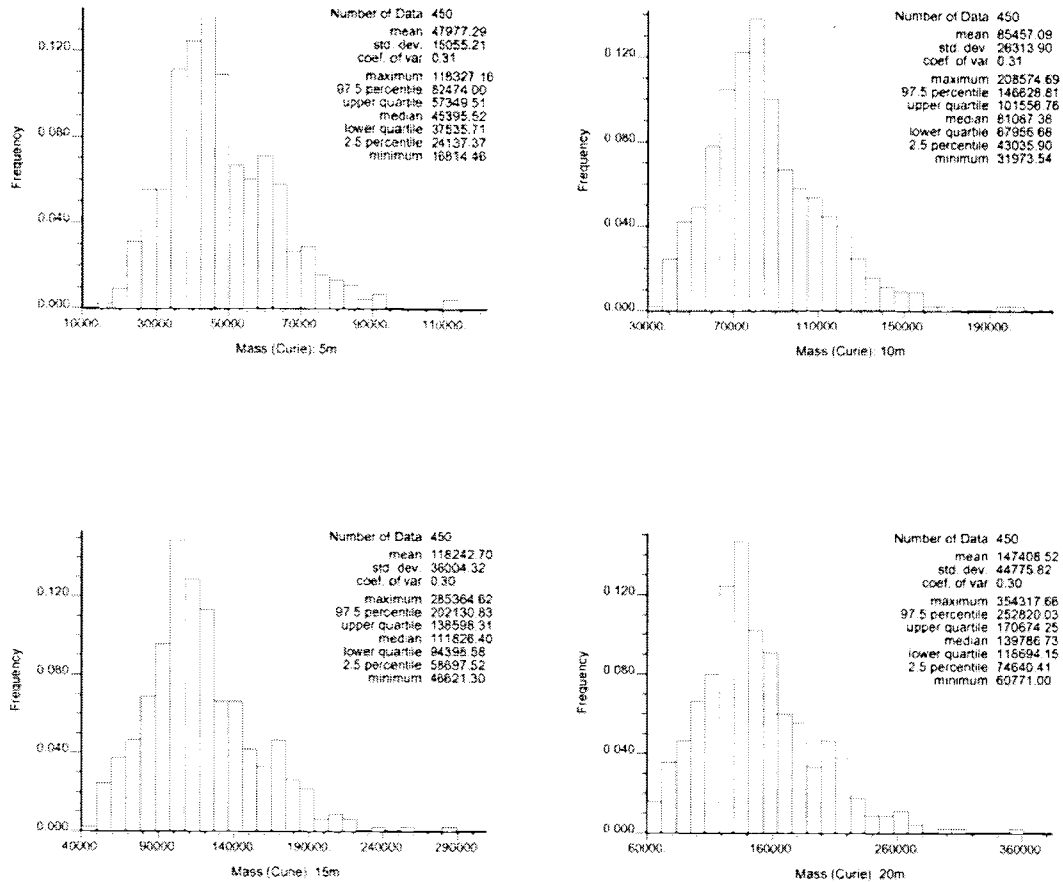 Number of Data 450
mean 47977.29
std. dev. 15055.21
coef. of var 0.31
maximum 118327.16
97.5 percentile 82474.00
upper quartile 57349.51
median 45395.52
lower quartile 37535.71
2.5 percentile 24137.37
minimum 16814.46
Frequency
0.120
0.080
0.040
0.000
10000. 30000. 50000. 70000. 90000. 110000.
Mass (Curie): 5m
Number of Data 450
mean 85457.09
std. dev. 26313.90
coef. of var 0.31
maximum 208574.69
97.5 percentile 146628.81
upper quartile 101558.76
median 81067.38
lower quartile 67956.68
2.5 percentile 43035.90
minimum 31973.54
Frequency
0.120
0.080
0.040
0.000
30000. 70000. 110000. 150000. 190000.
Mass (Curie): 10m
Number of Data 450
mean 118242.70
std. dev. 36004.32
coef. of var 0.30
maximum 285364.62
97.5 percentile 202130.83
upper quartile 138598.31
median 111826.40
lower quartile 94398.58
2.5 percentile 58697.52
minimum 46621.30
Frequency
0.120
0.080
0.040
0.000
40000. 90000. 140000. 190000. 240000. 290000.
Mass (Curie): 15m
Number of Data 450
mean 147408.52
std. dev. 44775.82
coef. of var 0.30
maximum 354317.66
97.5 percentile 252820.03
upper quartile 170674.25
median 139786.73
lower quartile 118694.15
2.5 percentile 74640.41
minimum 60771.00
Frequency
0.120
0.080
0.040
0.000
60000. 160000. 260000. 360000.
Mass (Curie): 20m